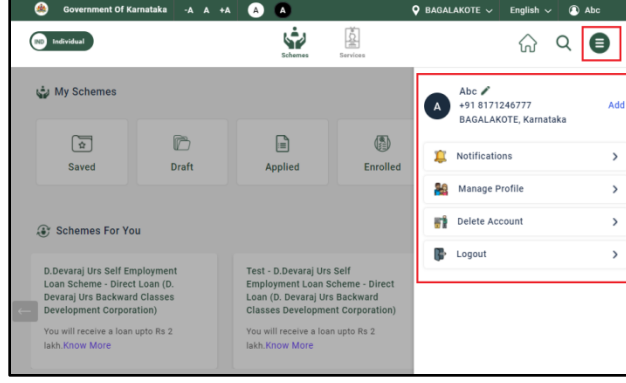 Government Of Karnataka -A A +A A A BAGALAKOTE English Abc
IND Individual Schemes Services
My Schemes
Saved Draft Applied Enrolled
Schemes For You
D.Devaraj Urs Self Employment
Loan Scheme - Direct Loan (D.
Devaraj Urs Backward Classes
Development Corporation)
You will receive a loan upto Rs 2
lakh.Know More
Test - D.Devaraj Urs Self
Employment Loan Scheme - Direct
Loan (D. Devaraj Urs Backward
Classes Development Corporation)
You will receive a loan upto Rs 2
lakh.Know More
A
Abc
+91 8171246777 Add
BAGALAKOTE, Karnataka
Notifications
Manage Profile
Delete Account
Logout